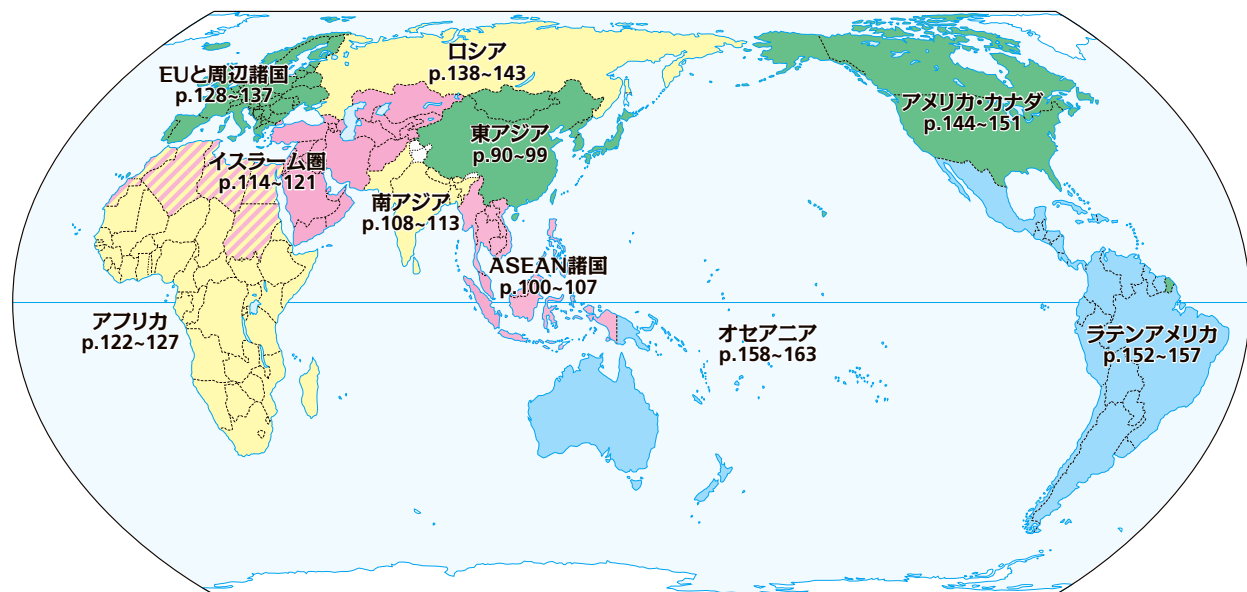 ロシア
p.138~143
EUと周辺諸国
p.128~137
アメリカ・カナダ
p.144~151
東アジア
p.90~99
イスラーム圏
p.114~121
南アジア
p.108~113
ASEAN諸国
p.100~107
アフリカ
p.122~127
オセアニア
p.158~163
ラテンアメリカ
p.152~157